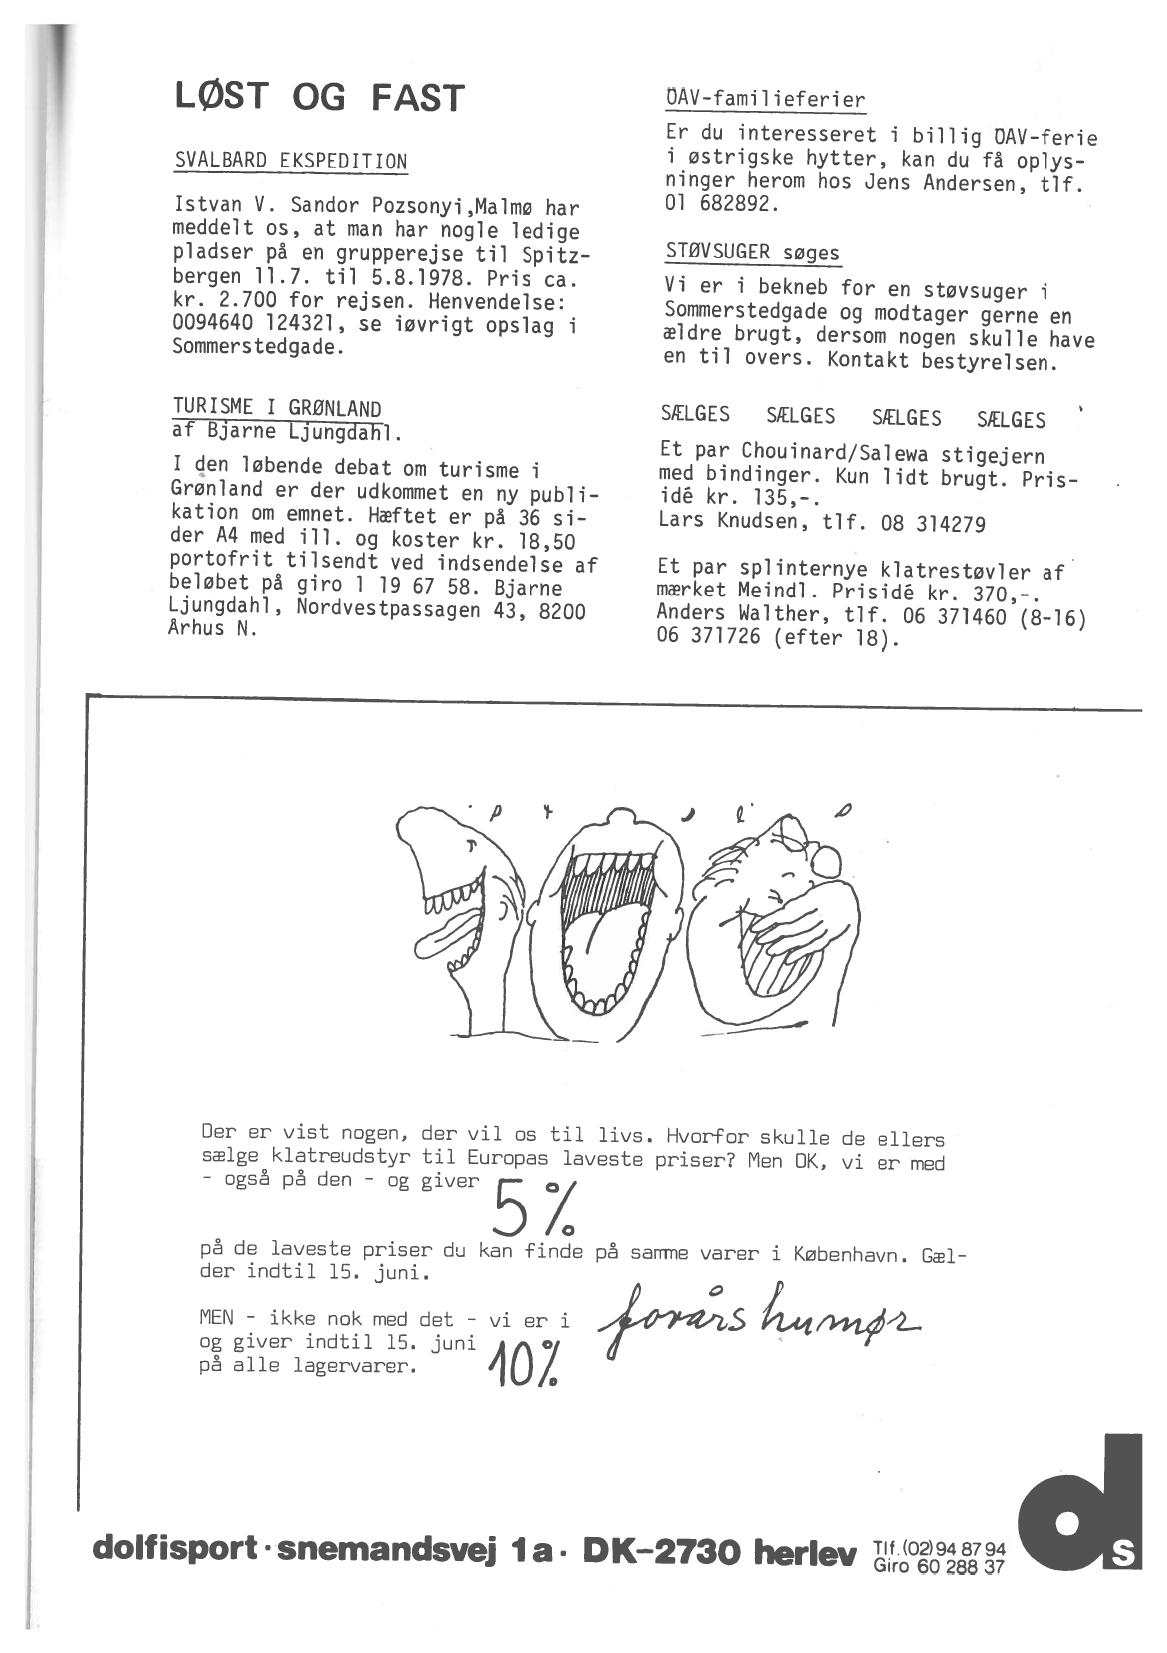 LØST OG FAST
SVALBARD EKSPEDITION
Istvan V. Sandor Pozsonyi,Malmø har
meddelt os, at man har nogle ledige
pladser på en grupperejse til Spitz-
bergen 11.7. til 5.8.1978. Pris ca.
kr. 2.700 for rejsen. Henvendelse:
0094640 124321, se iøvrigt opslag i
Sommerstedgade.
TURISME I GRØNLAND
af Bjarne Ljungdahl.
I den løbende debat om turisme i
Grønland er der udkommet en ny publi-
kation om emnet. Hæftet er på 36 si-
der A4 med ill. og koster kr. 18,50
portofrit tilsendt ved indsendelse af
beløbet på giro 1 19 67 58. Bjarne
Ljungdahl, Nordvestpassagen 43, 8200
Århus N.
ÖAV-familieferier
Er du interesseret i billig ÖAV-ferie
i østrigske hytter, kan du få oplys-
ninger herom hos Jens Andersen, tlf.
01 682892.
STØVSUGER søges
Vi er i bekneb for en støvsuger i
Sommerstedgade og modtager gerne en
ældre brugt, dersom nogen skulle have
en til overs. Kontakt bestyrelsen.
SÆLGES SÆLGES SÆLGES SÆLGES
Et par Chouinard/Salewa stigejern
med bindinger. Kun lidt brugt. Pris-
idé kr. 135,-.
Lars Knudsen, tlf. 08 314279
Et par splinternye klatrestøvler af
mærket Meindl. Prisidé kr. 370,-.
Anders Walther, tlf. 06 371460 (8-16)
06 371726 (efter 18).
Der er vist nogen, der vil os til livs. Hvorfor skulle de ellers
sælge klatreudstyr til Europas laveste priser? Men OK, vi er med
- også på den - og giver 5%
på de laveste priser du kan finde på samme varer i København. Gæl-
der indtil 15. juni.
MEN - ikke nok med det - vi er i forårshumør
og giver indtil 15. juni 10%
på alle lagervarer.
dolfisport · snemandsvej 1a · DK-2730 herlev Tlf.(02) 94 87 94
Giro 60 288 37
ds